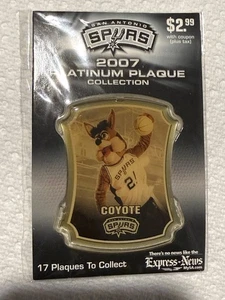 SAN ANTONIO
SPURS
$2.99
with coupon
(plus tax)
2007
PLATINUM PLAQUE
COLLECTION
SPURS
2!
COYOTE
SPURS
17 Plaques To Collect
There's no news like the
Express-News
MySA.com